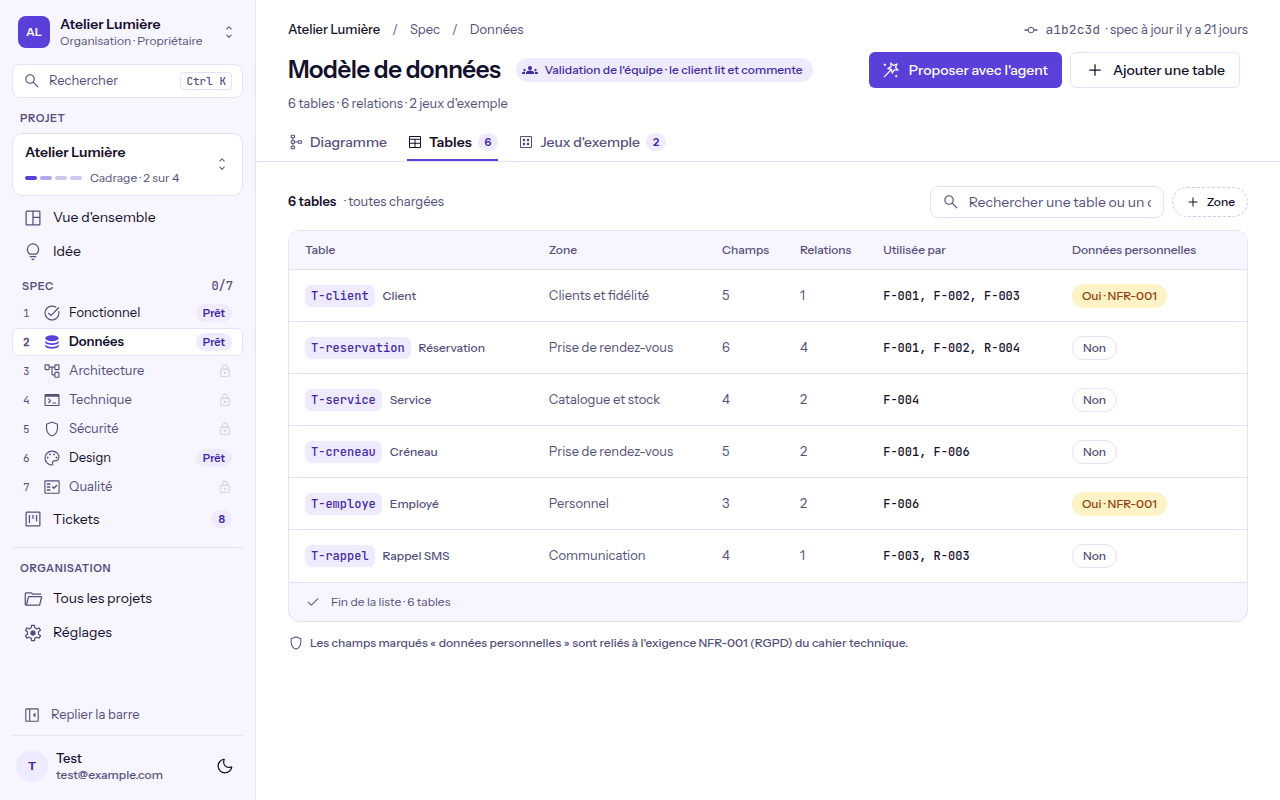 AL
Atelier Lumière
Organisation · Propriétaire
Rechercher
Ctrl K
PROJET
Atelier Lumière
Cadrage · 2 sur 4
Vue d'ensemble
Idée
SPEC 0/7
1 Fonctionnel Prêt
2 Données Prêt
3 Architecture
4 Technique
5 Sécurité
6 Design Prêt
7 Qualité
Tickets 8
ORGANISATION
Tous les projets
Réglages
Replier la barre
T
Test
test@example.com
Atelier Lumière / Spec / Données
a1b2c3d · spec à jour il y a 21 jours
Modèle de données
Validation de l'équipe · le client lit et commente
Proposer avec l'agent
Ajouter une table
6 tables · 6 relations · 2 jeux d'exemple
Diagramme
Tables 6
Jeux d'exemple 2
6 tables · toutes chargées
Rechercher une table ou un c
Zone
Table Zone Champs Relations Utilisée par Données personnelles
T-client Client Clients et fidélité 5 1 F-001, F-002, F-003 Oui · NFR-001
T-reservation Réservation Prise de rendez-vous 6 4 F-001, F-002, R-004 Non
T-service Service Catalogue et stock 4 2 F-004 Non
T-creneau Créneau Prise de rendez-vous 5 2 F-001, F-006 Non
T-employe Employé Personnel 3 2 F-006 Oui · NFR-001
T-rappel Rappel SMS Communication 4 1 F-003, R-003 Non
Fin de la liste · 6 tables
Les champs marqués « données personnelles » sont reliés à l'exigence NFR-001 (RGPD) du cahier technique.